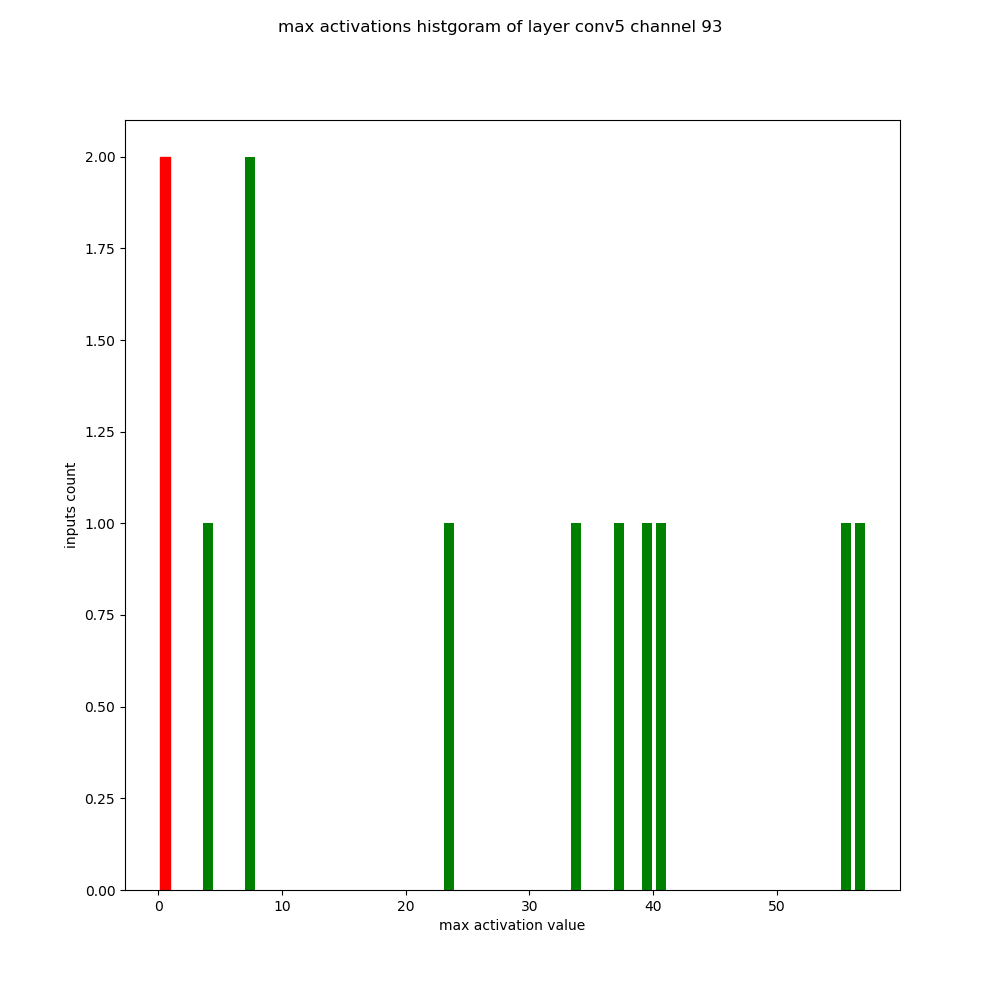 max activations histgoram of layer conv5 channel 93
2.00
1.75
1.50
1.25
1.00
0.75
0.50
0.25
0.00
inputs count
0 10 20 30 40 50
max activation value